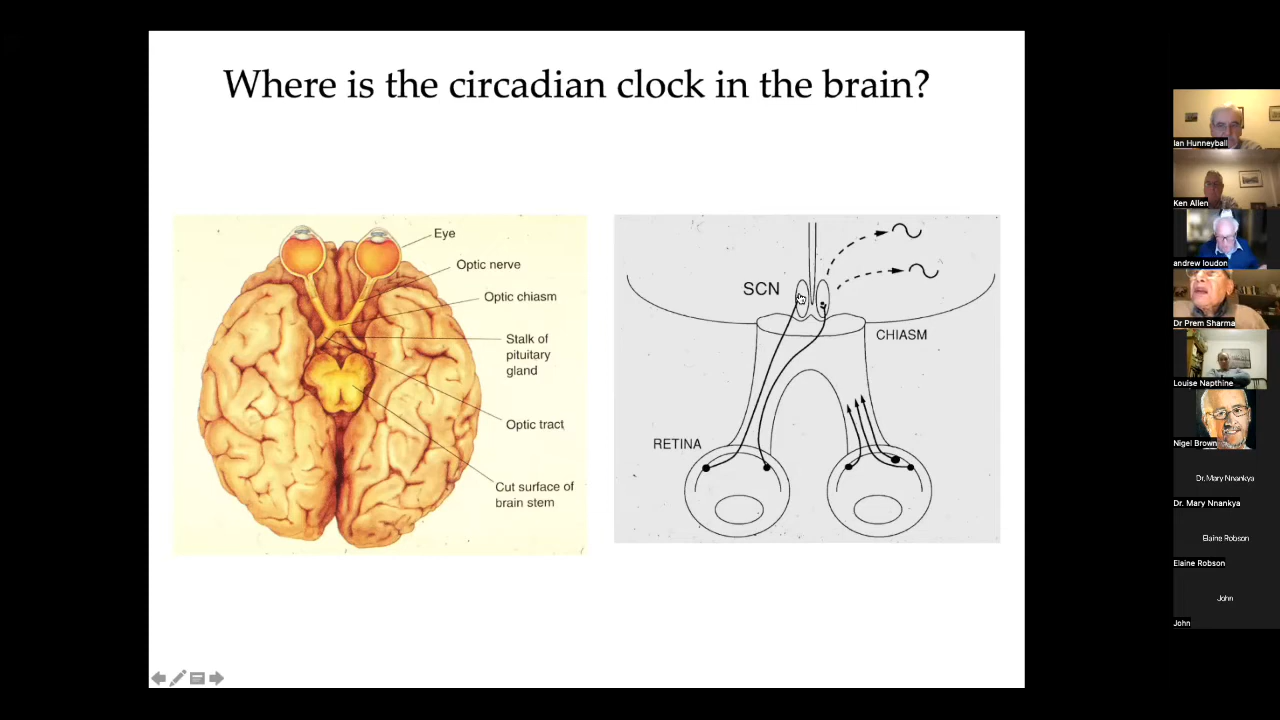 Where is the circadian clock in the brain?
Eye
Optic nerve
Optic chiasm
Stalk of
pituitary
gland
Optic tract
Cut surface of
brain stem
SCN
CHIASM
RETINA
Ian Hunneyball
Ken Allen
andrew loudon
Dr Prem Sharma
Louise Napthine
Nigel Brown
Dr. Mary Nnankya
Dr. Mary Nnankya
Elaine Robson
Elaine Robson
John
John